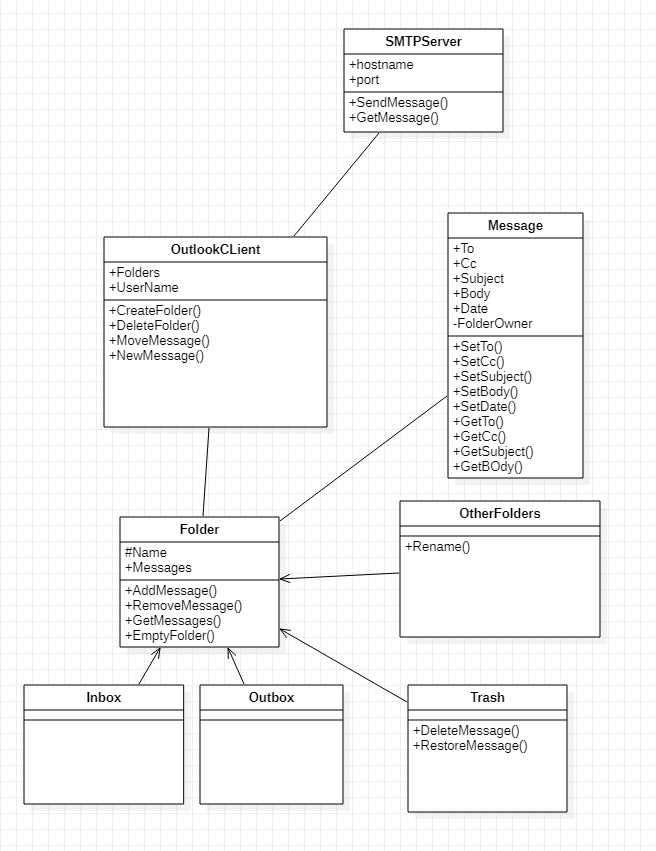 SMTPServer
+hostname
+port
+SendMessage()
+GetMessage()
OutlookCLient
+Folders
+UserName
+CreateFolder()
+DeleteFolder()
+MoveMessage()
+NewMessage()
Message
+To
+Cc
+Subject
+Body
+Date
-FolderOwner
+SetTo()
+SetCc()
+SetSubject()
+SetBody()
+SetDate()
+GetTo()
+GetCc()
+GetSubject()
+GetBOdy()
Folder
#Name
+Messages
+AddMessage()
+RemoveMessage()
+GetMessages()
+EmptyFolder()
OtherFolders
+Rename()
Inbox
Outbox
Trash
+DeleteMessage()
+RestoreMessage()